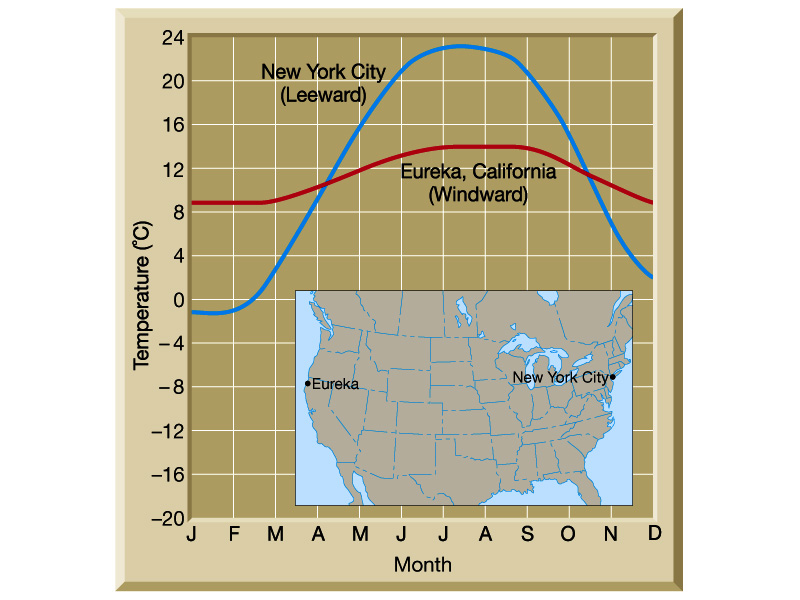 24
20
16
12
8
4
0
−4
−8
−12
−16
−20
Temperature (°C)
New York City
(Leeward)
Eureka, California
(Windward)
Eureka
New York City
J F M A M J J A S O N D
Month